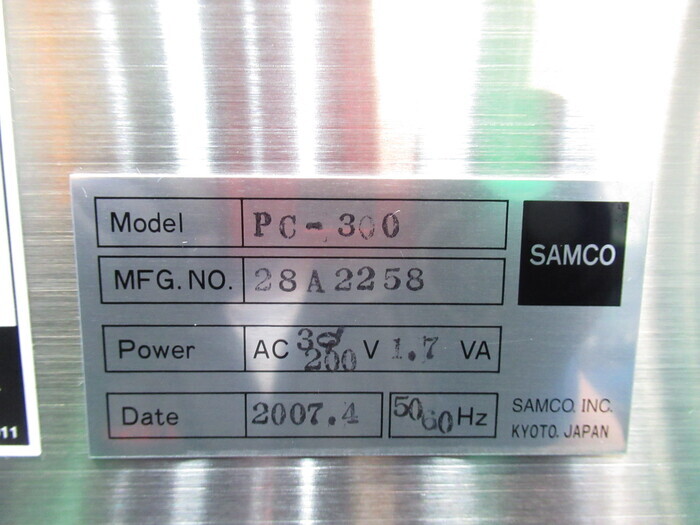 Model PC-300
SAMCO
MFG.NO. 28A2258
Power AC 3φ 200 V 1.7 VA
Date 2007.4 50 60 Hz
SAMCO. INC.
KYOTO. JAPAN
11